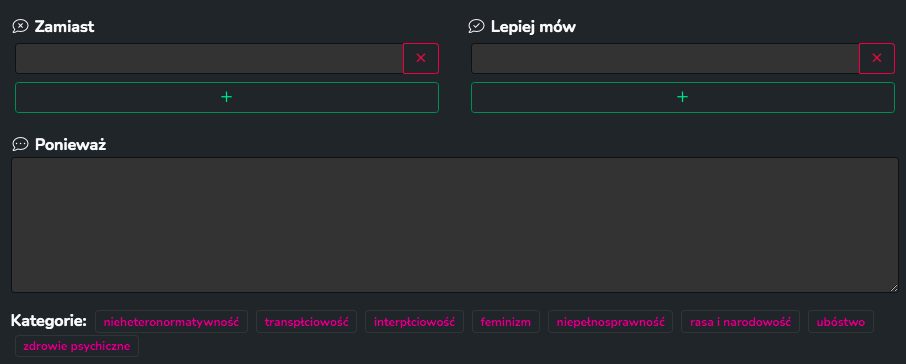 Zamiast
Lepiej mów
Ponieważ
Kategorie: nieheteronormatywność transpłciowość interpłciowość feminizm niepełnosprawność rasa i narodowość ubóstwo
zdrowie psychiczne